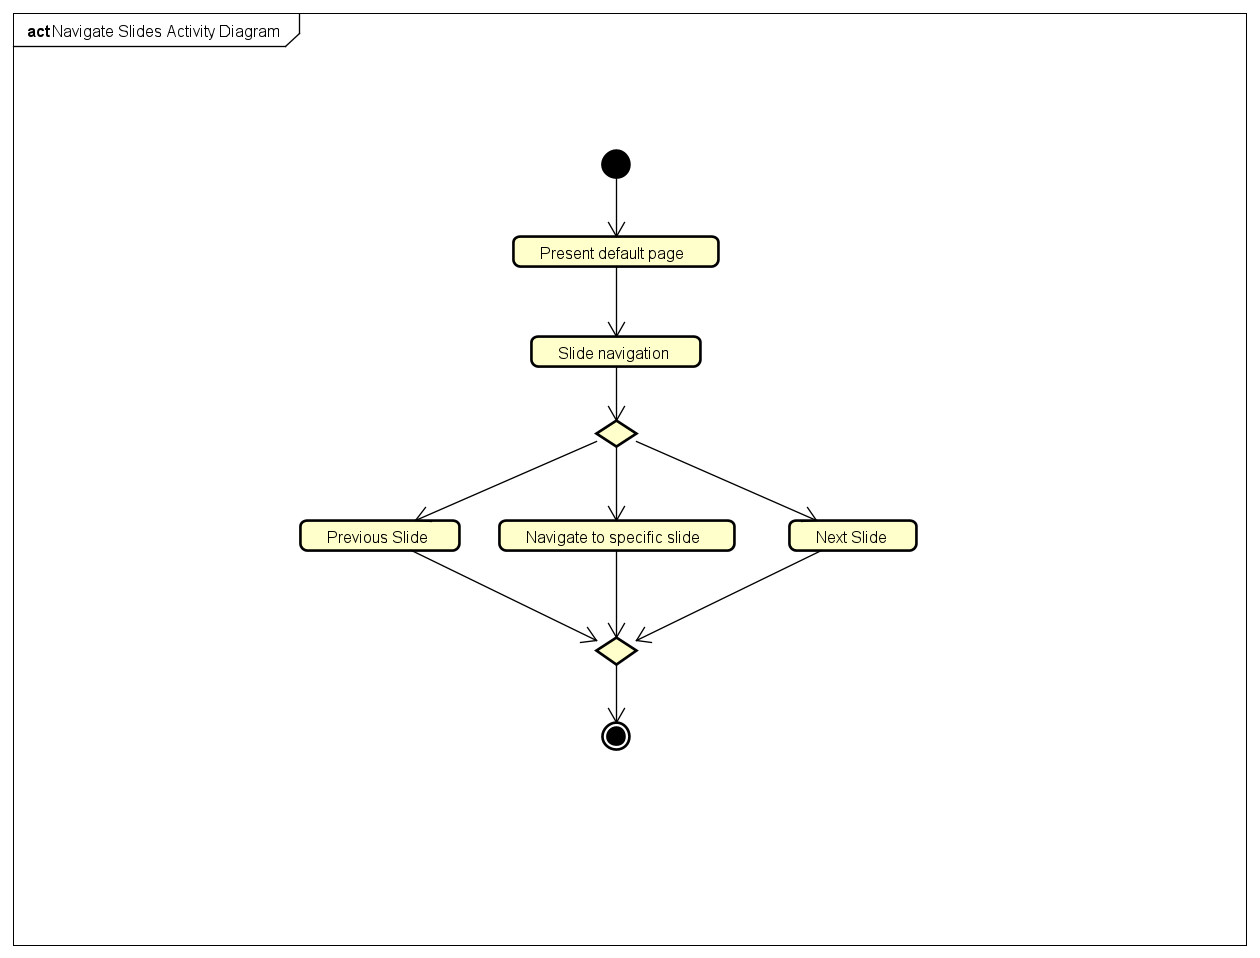 act Navigate Slides Activity Diagram
Present default page
Slide navigation
Previous Slide
Navigate to specific slide
Next Slide